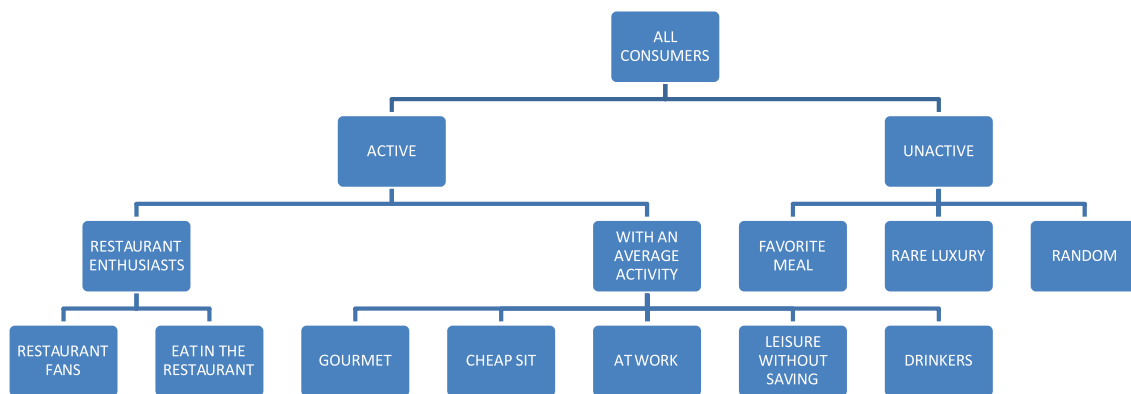 ALL
CONSUMERS
ACTIVE
UNACTIVE
RESTAURANT
ENTHUSIASTS
WITH AN
AVERAGE
ACTIVITY
FAVORITE
MEAL
RARE LUXURY
RANDOM
RESTAURANT
FANS
EAT IN THE
RESTAURANT
GOURMET
CHEAP SIT
AT WORK
LEISURE
WITHOUT
SAVING
DRINKERS